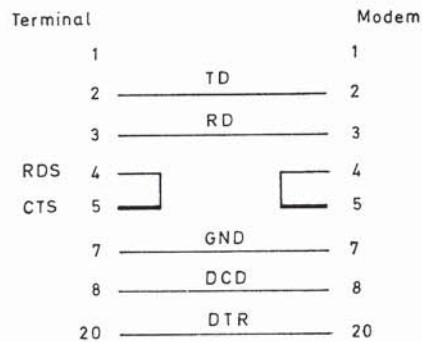 Terminal Modem
1 1
2 TD 2
3 RD 3
RDS 4 4
CTS 5 5
7 GND 7
8 DCD 8
20 DTR 20